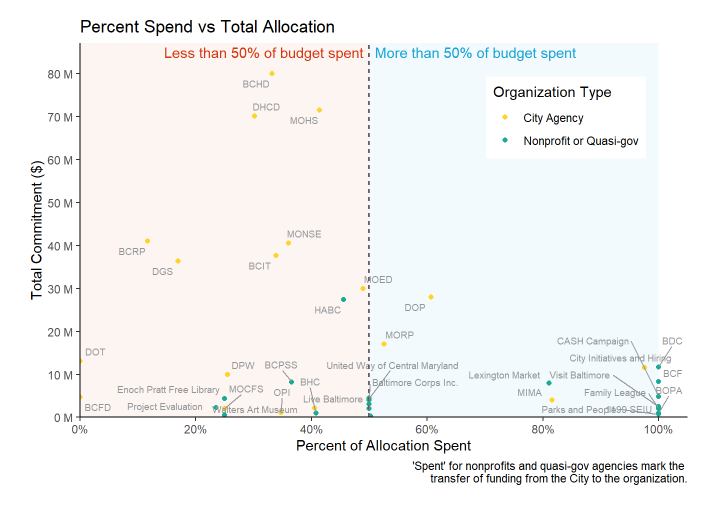 Percent Spend vs Total Allocation
Less than 50% of budget spent
More than 50% of budget spent
80 M
70 M
60 M
50 M
40 M
30 M
20 M
10 M
0 M
Total Commitment ($)
Organization Type
City Agency
Nonprofit or Quasi-gov
BCHD
DHCD
MOHS
BCRP
DGS
MONSE
BCIT
MOED
HABC
DOP
MORP
DOT
DPW
BCPSS
United Way of Central Maryland
CASH Campaign
BDC
City Initiatives and Hiring
Enoch Pratt Free Library
MOCFS
BHC
OPI
Baltimore Corps Inc.
Lexington Market
Visit Baltimore
BCF
BCFD
Project Evaluation
Walters Art Museum
Live Baltimore
MIMA
Family League
BOPA
Parks and People
1199 SEIU
0%
20%
40%
60%
80%
100%
Percent of Allocation Spent
'Spent' for nonprofits and quasi-gov agencies mark the
transfer of funding from the City to the organization.